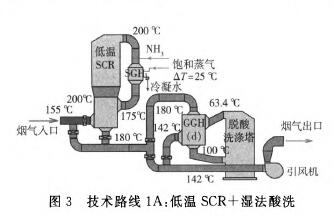 200 ℃
低温
SCR
NH₃
SGH
饱和蒸气
ΔT=25 ℃
冷凝水
200℃
175℃
155 ℃
烟气入口
180 ℃
180 ℃
142 ℃
GGH
(d)
63.4 ℃
100 ℃
脱酸
洗涤塔
烟气出口
引风机
142 ℃
图 3 技术路线 1A:低温 SCR+湿法酸洗